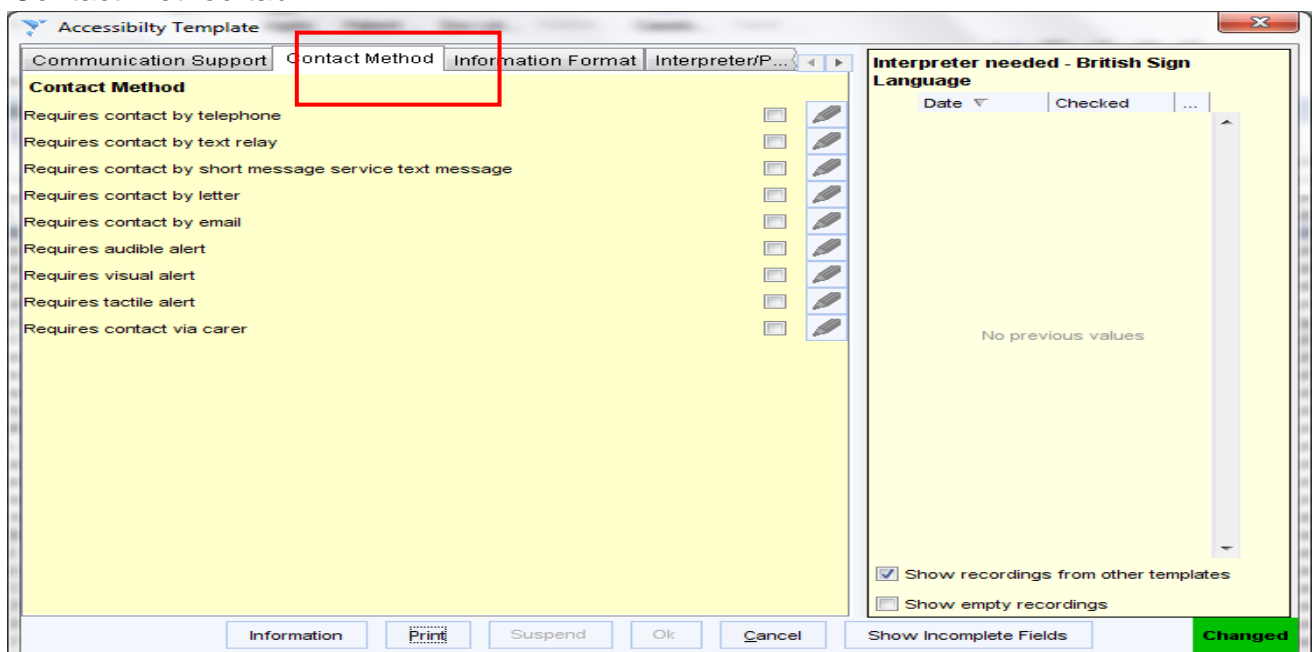 Accessibilty Template
Communication Support Contact Method Information Format Interpreter/P...
Contact Method
Requires contact by telephone
Requires contact by text relay
Requires contact by short message service text message
Requires contact by letter
Requires contact by email
Requires audible alert
Requires visual alert
Requires tactile alert
Requires contact via carer
Interpreter needed - British Sign
Language
Date Checked ...
No previous values
Show recordings from other templates
Show empty recordings
Information Print Suspend Ok Cancel Show Incomplete Fields Changed